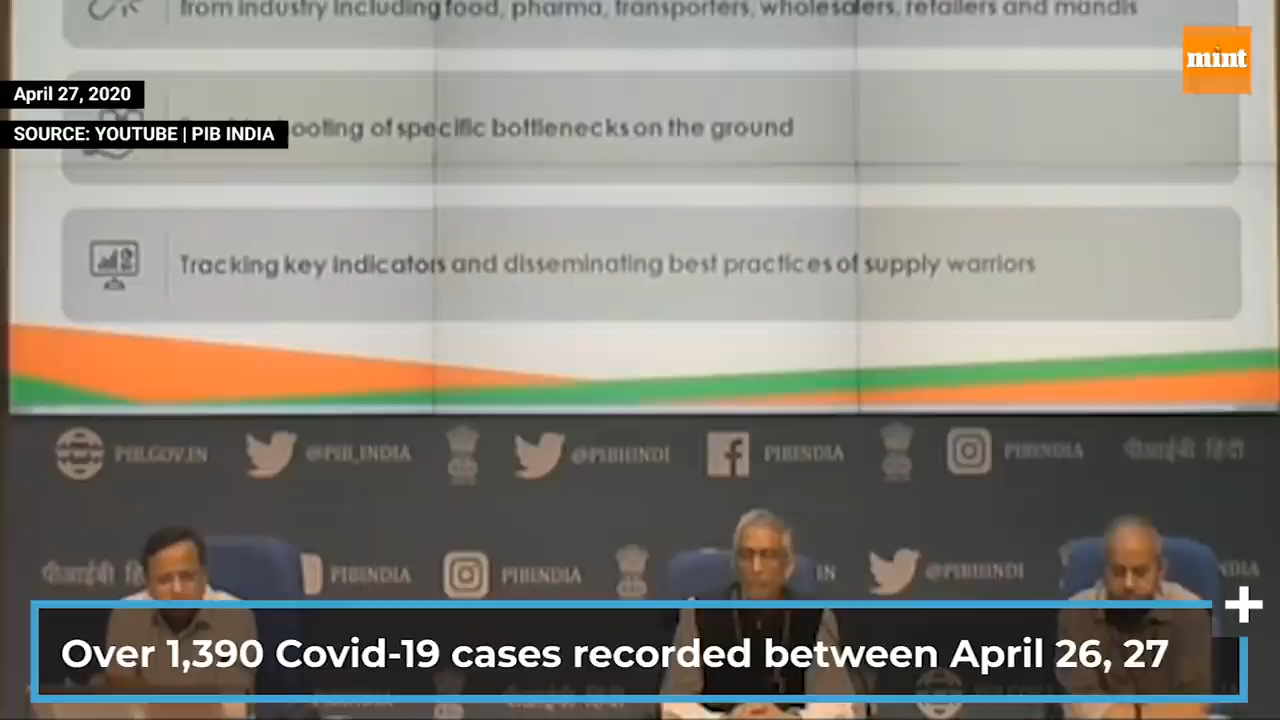 from industry including food, pharma, transporters, wholesalers, retailers and mandis
mint
April 27, 2020
SOURCE: YOUTUBE | PIB INDIA
ooting of specific bottlenecks on the ground
Tracking key indicators and disseminating best practices of supply warriors
PIB.GOV.IN @PIB_INDIA @PIBHINDI PIBINDIA PIBINDIA पीआईबी हिंदी
पीआईबी हि PIBINDIA PIBINDIA IN @PIBHINDI NDIA
Over 1,390 Covid-19 cases recorded between April 26, 27